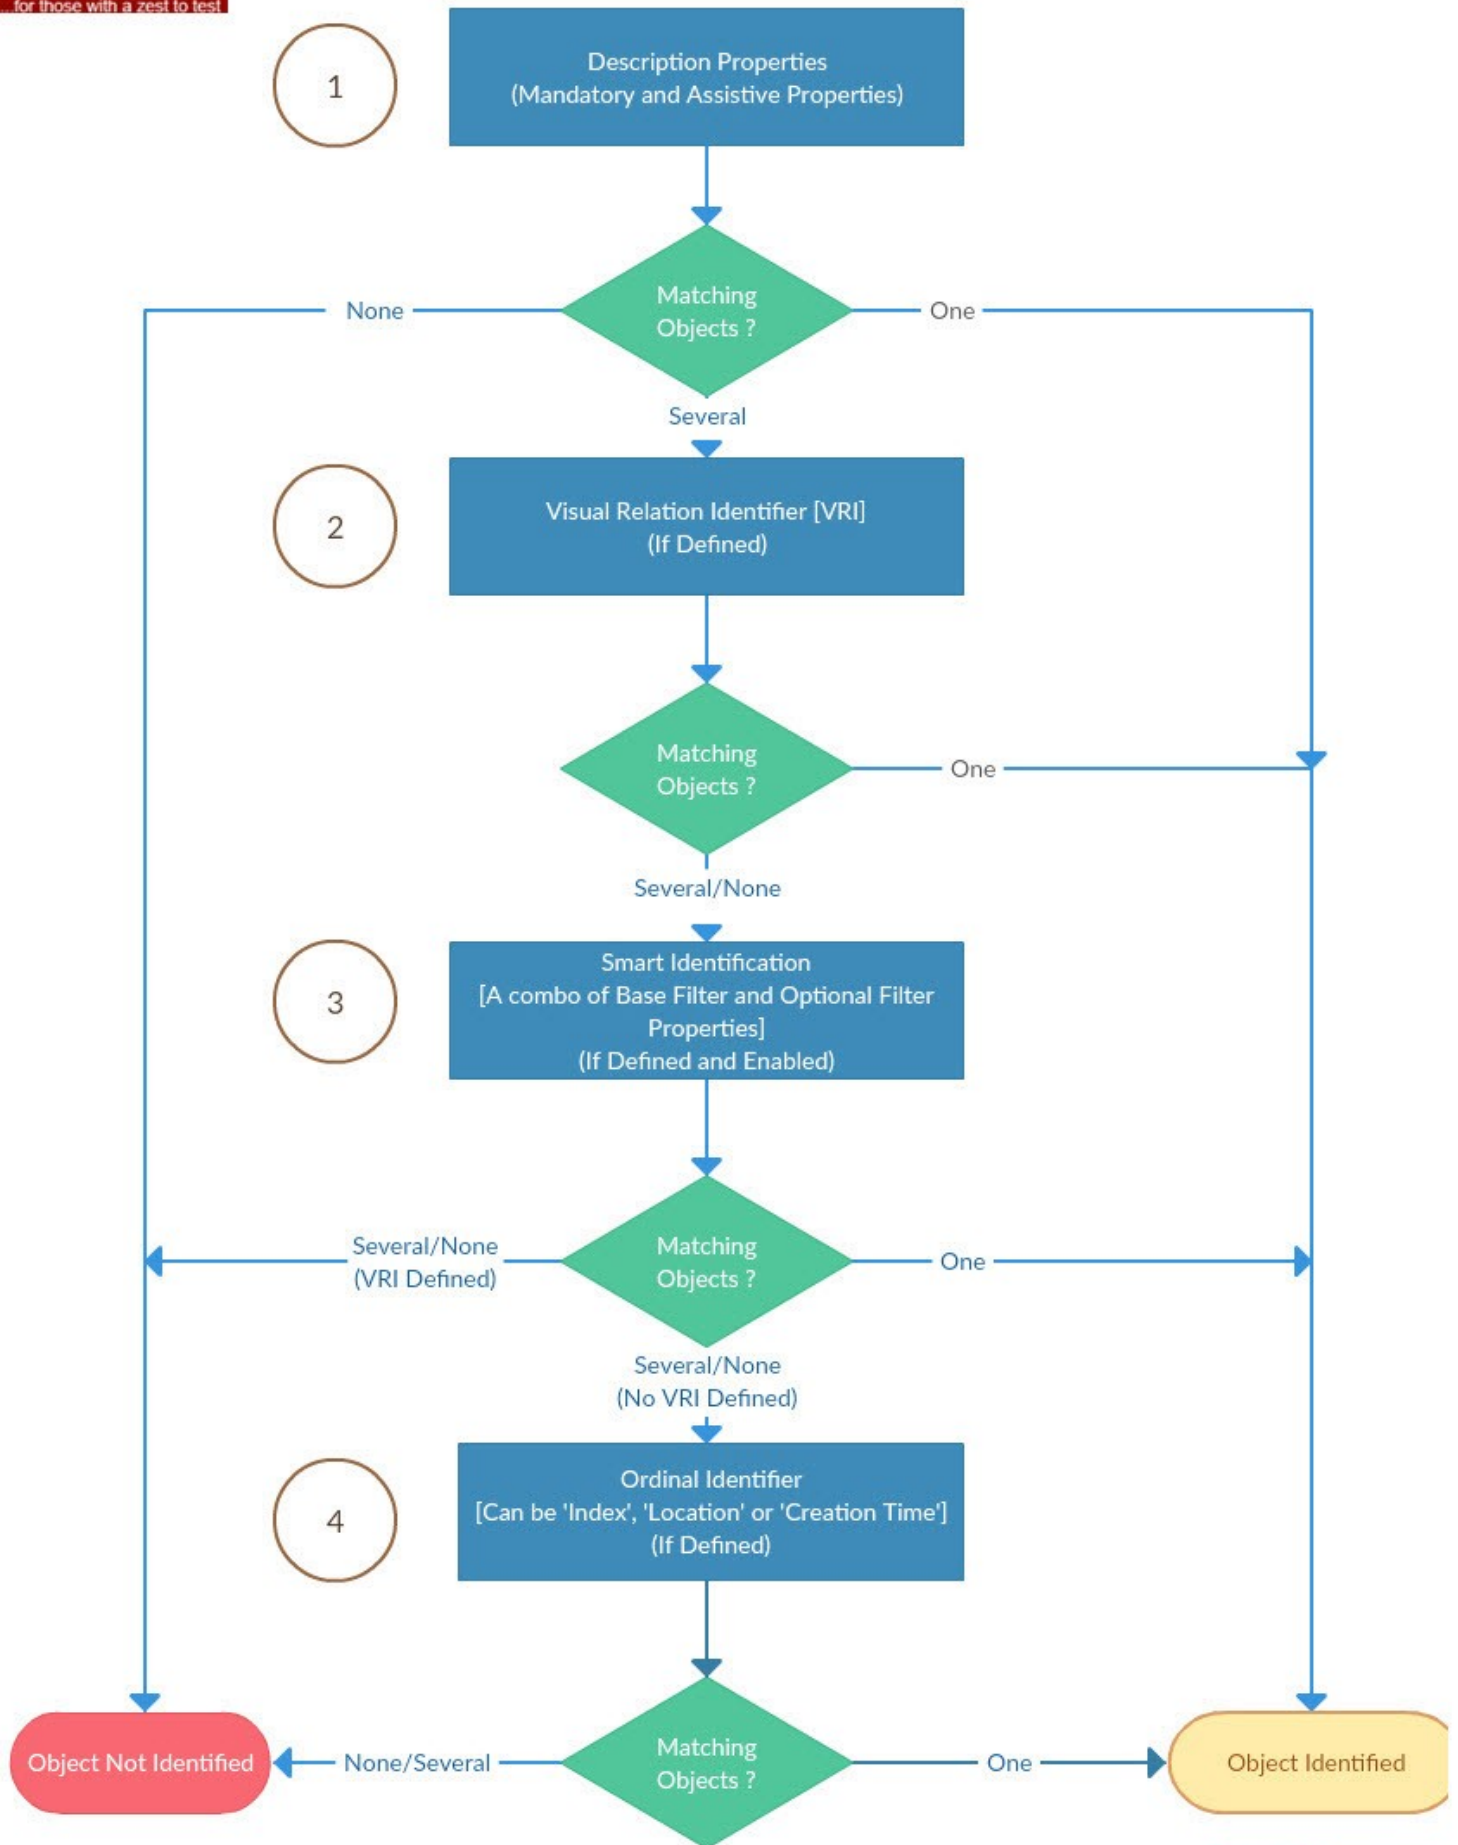 ...for those with a zest to test
1
Description Properties
(Mandatory and Assistive Properties)
Matching
Objects ?
None
One
Several
2
Visual Relation Identifier [VRI]
(If Defined)
Matching
Objects ?
One
Several/None
3
Smart Identification
[A combo of Base Filter and Optional Filter
Properties]
(If Defined and Enabled)
Several/None
(VRI Defined)
Matching
Objects ?
One
Several/None
(No VRI Defined)
4
Ordinal Identifier
[Can be 'Index', 'Location' or 'Creation Time']
(If Defined)
Object Not Identified
None/Several
Matching
Objects ?
One
Object Identified